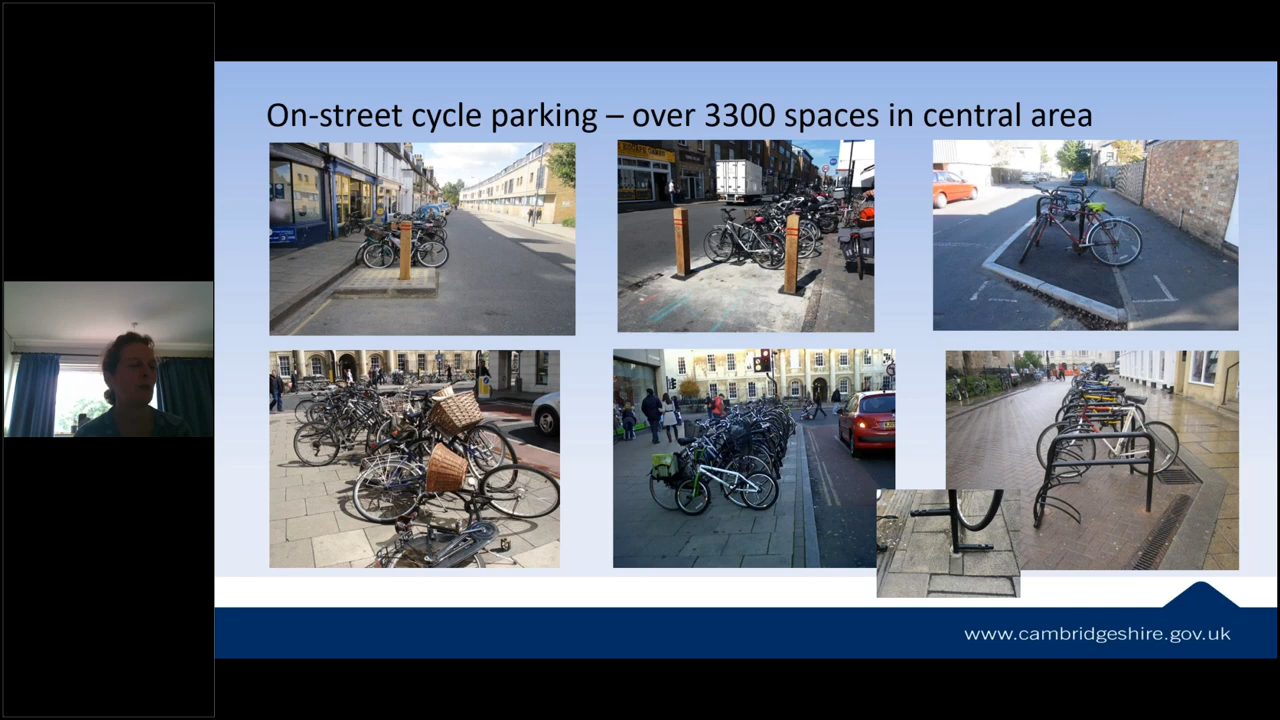 On-street cycle parking – over 3300 spaces in central area
www.cambridgeshire.gov.uk